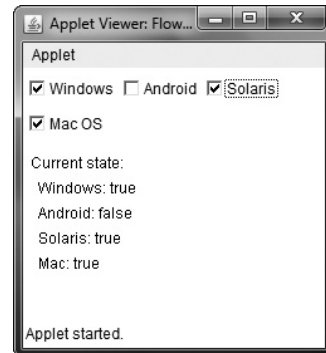 Applet Viewer: Flow...
Applet
Windows Android Solaris
Mac OS
Current state:
Windows: true
Android: false
Solaris: true
Mac: true
Applet started.